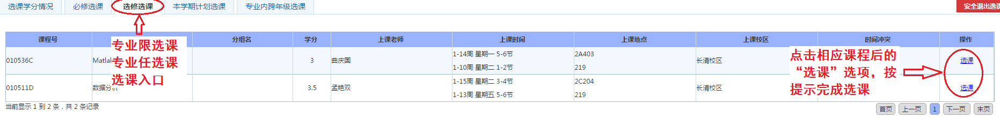 选课学分情况 必修选课 选修选课 本学期计划选课 专业内跨年级选课 安全退出选课
课程号 分组名 学分 上课老师 上课时间 上课地点 上课校区 时间冲突 操作
专业限选课
专业任选课
选课入口
010536C Matla 3 曲庆国 1-14周 星期一 5-6节 2A403 长清校区 选课
1-10周 星期二 1-2节 219
010511D 数据分析 3.5 孟艳双 1-15周 星期二 3-4节 2C204 长清校区 选课
1-13周 星期五 5-6节 219
点击相应课程后的
“选课”选项，按
提示完成选课
当前显示 1 到 2 条，共 2 条记录 首页 上一页 1 下一页 末页